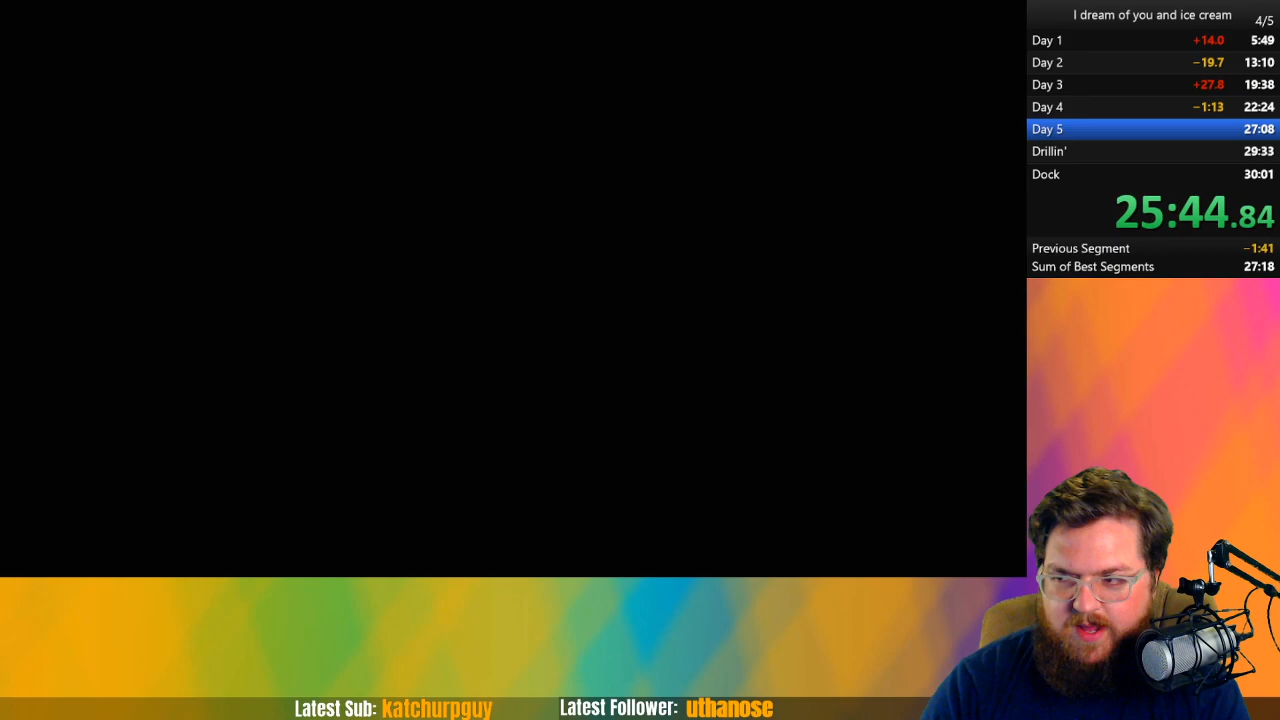 I dream of you and ice cream 4/5
Day 1 +14.0 5:49
Day 2 −19.7 13:10
Day 3 +27.8 19:38
Day 4 −1:13 22:24
Day 5 27:08
Drillin' 29:33
Dock 30:01
25:44.84
Previous Segment −1:41
Sum of Best Segments 27:18
Latest Sub: katchurpguy Latest Follower: uthanose